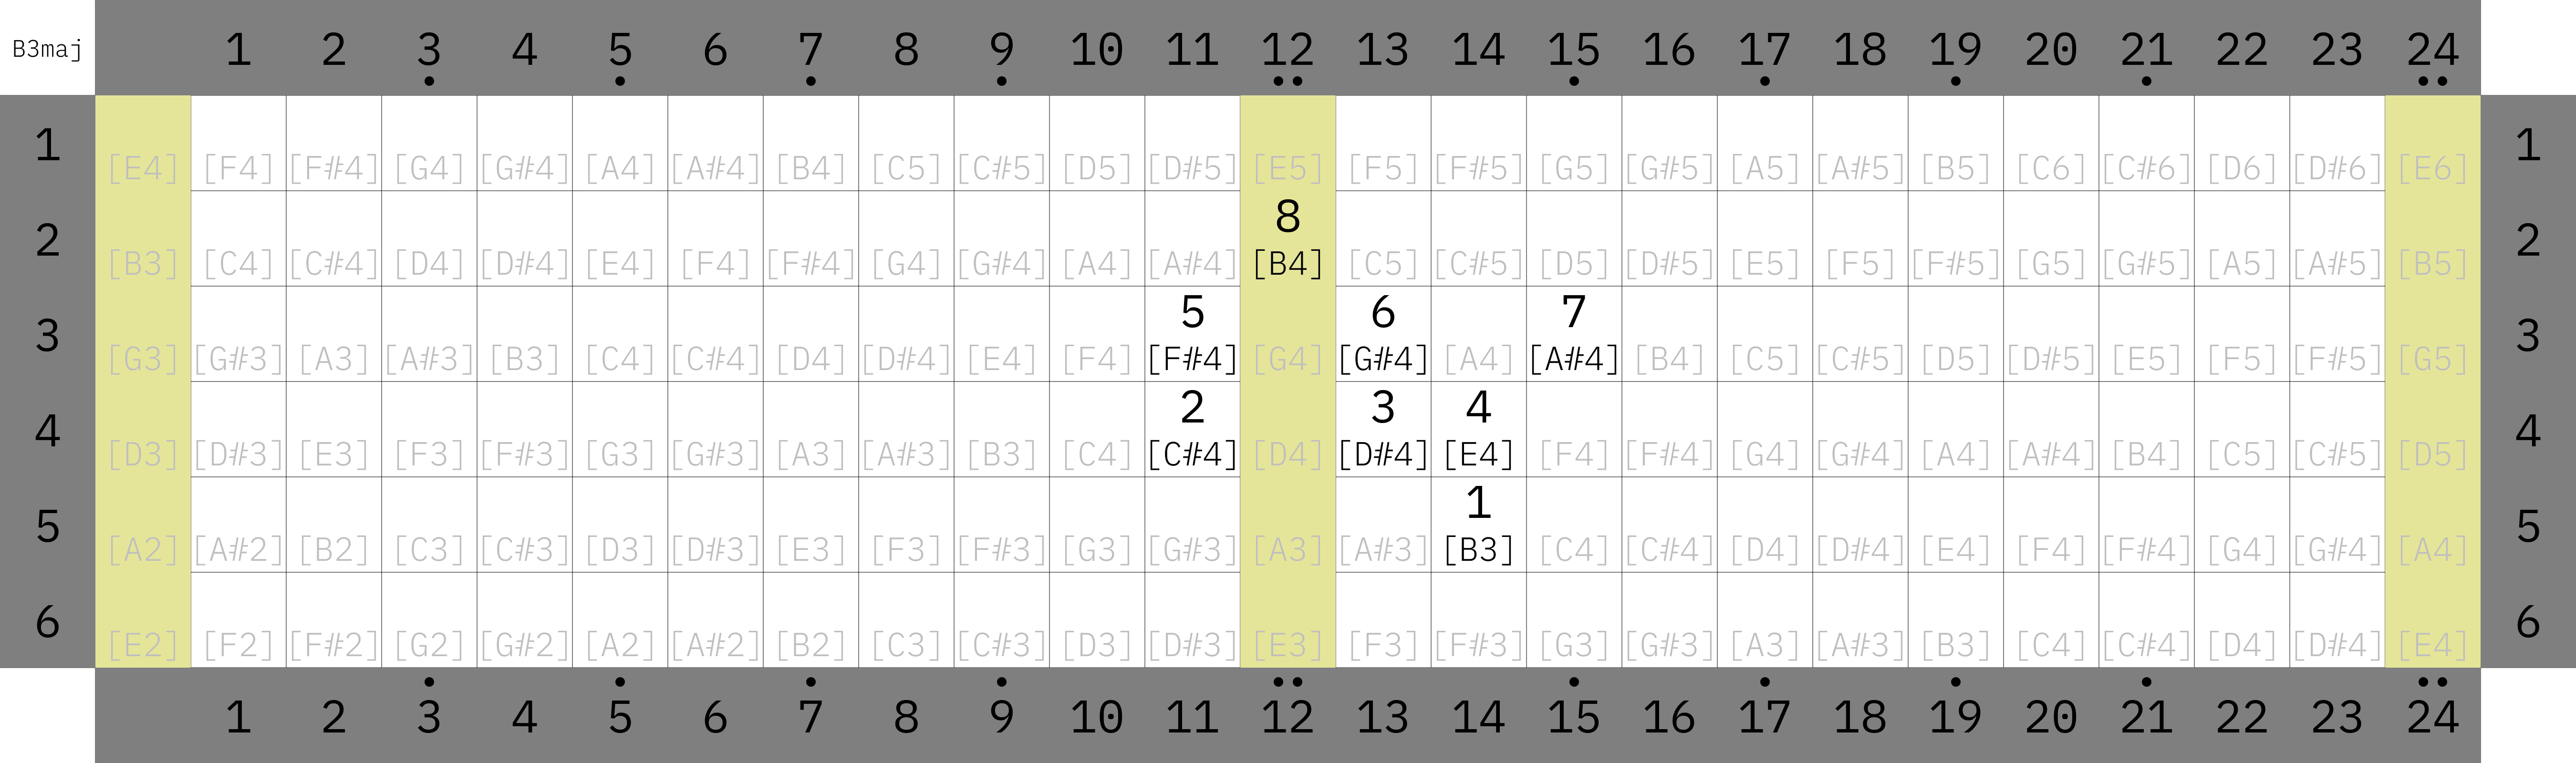 B3maj 1 2 3 4 5 6 7 8 9 10 11 12 13 14 15 16 17 18 19 20 21 22 23 24
1 [E4] [F4] [F#4] [G4] [G#4] [A4] [A#4] [B4] [C5] [C#5] [D5] [D#5] [E5] [F5] [F#5] [G5] [G#5] [A5] [A#5] [B5] [C6] [C#6] [D6] [D#6] [E6] 1
8
2 [B3] [C4] [C#4] [D4] [D#4] [E4] [F4] [F#4] [G4] [G#4] [A4] [A#4] [B4] [C5] [C#5] [D5] [D#5] [E5] [F5] [F#5] [G5] [G#5] [A5] [A#5] [B5] 2
5 6 7
3 [G3] [G#3] [A3] [A#3] [B3] [C4] [C#4] [D4] [D#4] [E4] [F4] [F#4] [G4] [G#4] [A4] [A#4] [B4] [C5] [C#5] [D5] [D#5] [E5] [F5] [F#5] [G5] 3
2 3 4
4 [D3] [D#3] [E3] [F3] [F#3] [G3] [G#3] [A3] [A#3] [B3] [C4] [C#4] [D4] [D#4] [E4] [F4] [F#4] [G4] [G#4] [A4] [A#4] [B4] [C5] [C#5] [D5] 4
1
5 [A2] [A#2] [B2] [C3] [C#3] [D3] [D#3] [E3] [F3] [F#3] [G3] [G#3] [A3] [A#3] [B3] [C4] [C#4] [D4] [D#4] [E4] [F4] [F#4] [G4] [G#4] [A4] 5
6 [E2] [F2] [F#2] [G2] [G#2] [A2] [A#2] [B2] [C3] [C#3] [D3] [D#3] [E3] [F3] [F#3] [G3] [G#3] [A3] [A#3] [B3] [C4] [C#4] [D4] [D#4] [E4] 6
1 2 3 4 5 6 7 8 9 10 11 12 13 14 15 16 17 18 19 20 21 22 23 24